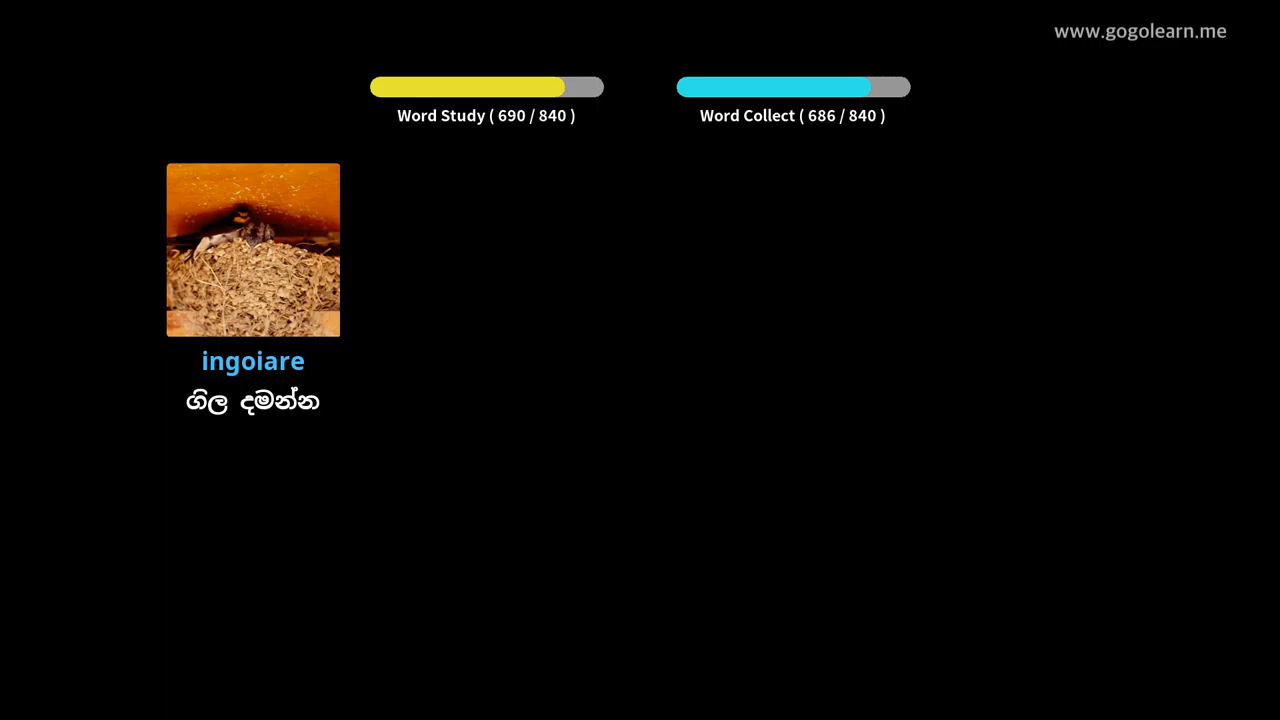 www.gogolearn.me
Word Study ( 690 / 840 )
Word Collect ( 686 / 840 )
ingoiare
ගිල දමන්න